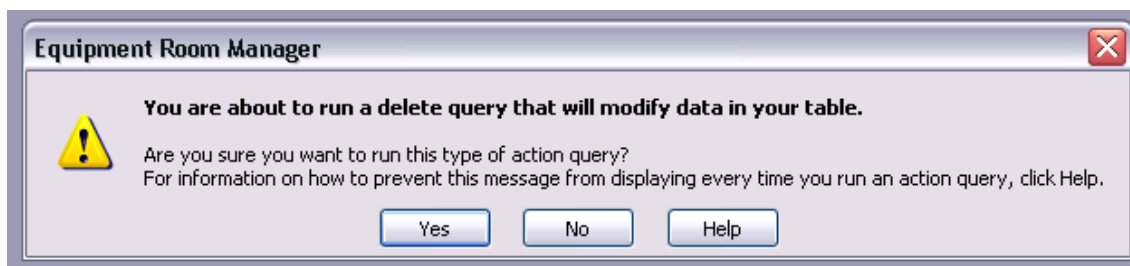 Equipment Room Manager
You are about to run a delete query that will modify data in your table.
Are you sure you want to run this type of action query?
For information on how to prevent this message from displaying every time you run an action query, click Help.
Yes No Help